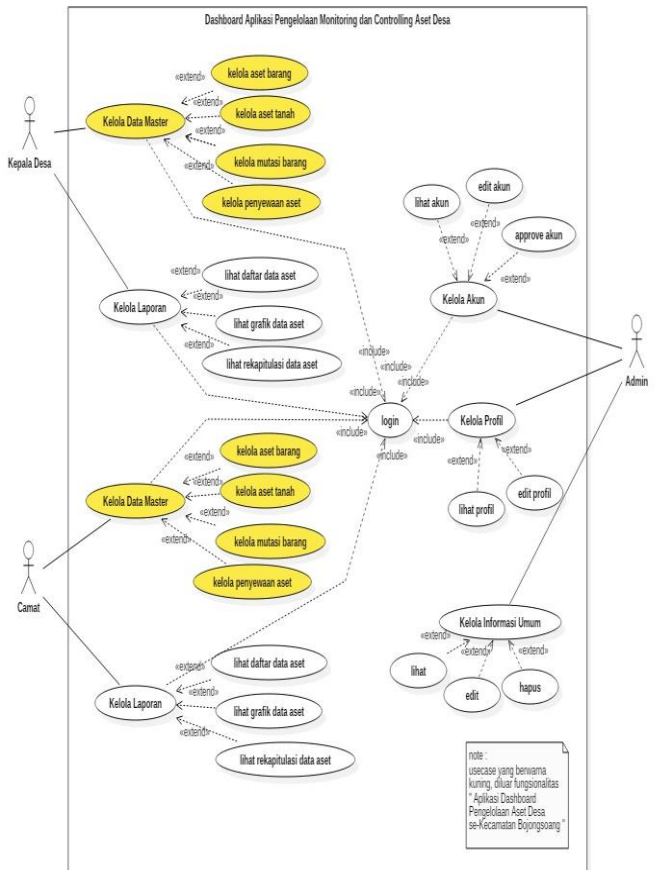 Dashboard Aplikasi Pengelolaan Monitoring dan Controlling Aset Desa
Kepala Desa
Kelola Data Master
«extend»
kelola aset barang
«extend»
kelola aset tanah
«extend»
kelola mutasi barang
«extend»
kelola penyewaan aset
Kelola Laporan
«extend»
lihat daftar data aset
«extend»
lihat grafik data aset
«extend»
lihat rekapitulasi data aset
lihat akun
edit akun
approve akun
«extend»
«extend»
«extend»
Kelola Akun
Admin
«include»
«include»
«include»
«include»
login
«include»
«include»
Kelola Profil
«extend»
«extend»
lihat profil
edit profil
Camat
Kelola Data Master
«extend»
kelola aset barang
«extend»
kelola aset tanah
«extend»
kelola mutasi barang
«extend»
kelola penyewaan aset
Kelola Laporan
«extend»
lihat daftar data aset
«extend»
lihat grafik data aset
«extend»
lihat rekapitulasi data aset
Kelola Informasi Umum
«extend»
«extend»
«extend»
lihat
edit
hapus
note :
usecase yang berwarna
kuning, diluar fungsionalitas
" Aplikasi Dashboard
Pengelolaan Aset Desa
se-Kecamatan Bojongsoang "